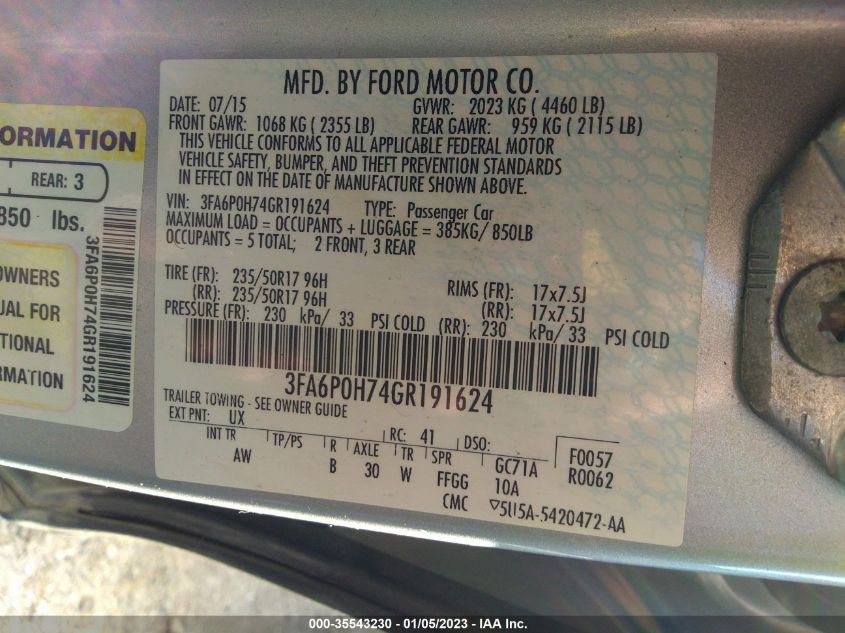 MFD. BY FORD MOTOR CO.
DATE: 07/15 GVWR: 2023 KG ( 4460 LB)
FRONT GAWR: 1068 KG ( 2355 LB) REAR GAWR: 959 KG ( 2115 LB)
THIS VEHICLE CONFORMS TO ALL APPLICABLE FEDERAL MOTOR
VEHICLE SAFETY, BUMPER, AND THEFT PREVENTION STANDARDS
IN EFFECT ON THE DATE OF MANUFACTURE SHOWN ABOVE.
VIN: 3FA6P0H74GR191624 TYPE: Passenger Car
MAXIMUM LOAD = OCCUPANTS + LUGGAGE = 385KG/ 850LB
OCCUPANTS = 5 TOTAL; 2 FRONT, 3 REAR
TIRE (FR): 235/50R17 96H RIMS (FR): 17x7.5J
(RR): 235/50R17 96H (RR): 17x7.5J
PRESSURE (FR): 230 kPa/ 33 PSI COLD (RR): 230 kPa/ 33 PSI COLD
3FA6P0H74GR191624
TRAILER TOWING - SEE OWNER GUIDE
EXT PNT: UX RC: 41 DSO:
INT TR TP/PS R AXLE TR SPR GC71A F0057
AW B 30 W FFGG 10A R0062
CMC ▽5U5A-5420472-AA
ORMATION
REAR: 3
850 lbs.
OWNERS
UAL FOR
TIONAL
RMATION
3FA6P0H74GR191624
000-35543230 - 01/05/2023 - IAA Inc.